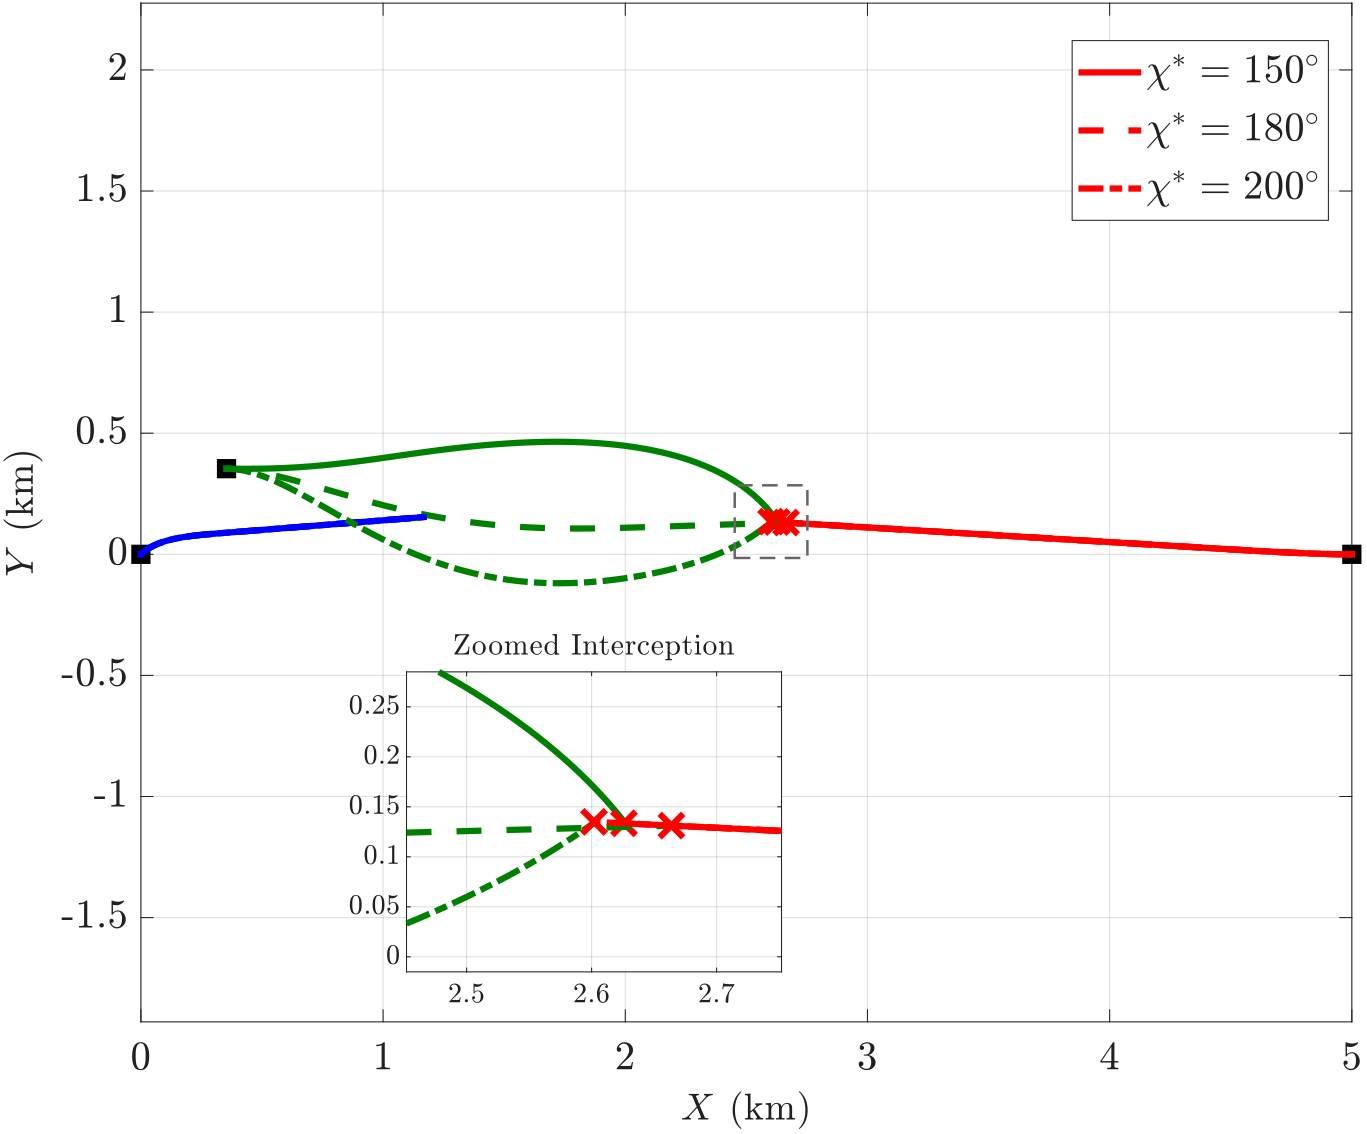 2
1.5
1
0.5
0
-0.5
-1
-1.5
Y (km)
χ* = 150°
χ* = 180°
χ* = 200°
Zoomed Interception
0.25
0.2
0.15
0.1
0.05
0
2.5 2.6 2.7
0 1 2 3 4 5
X (km)